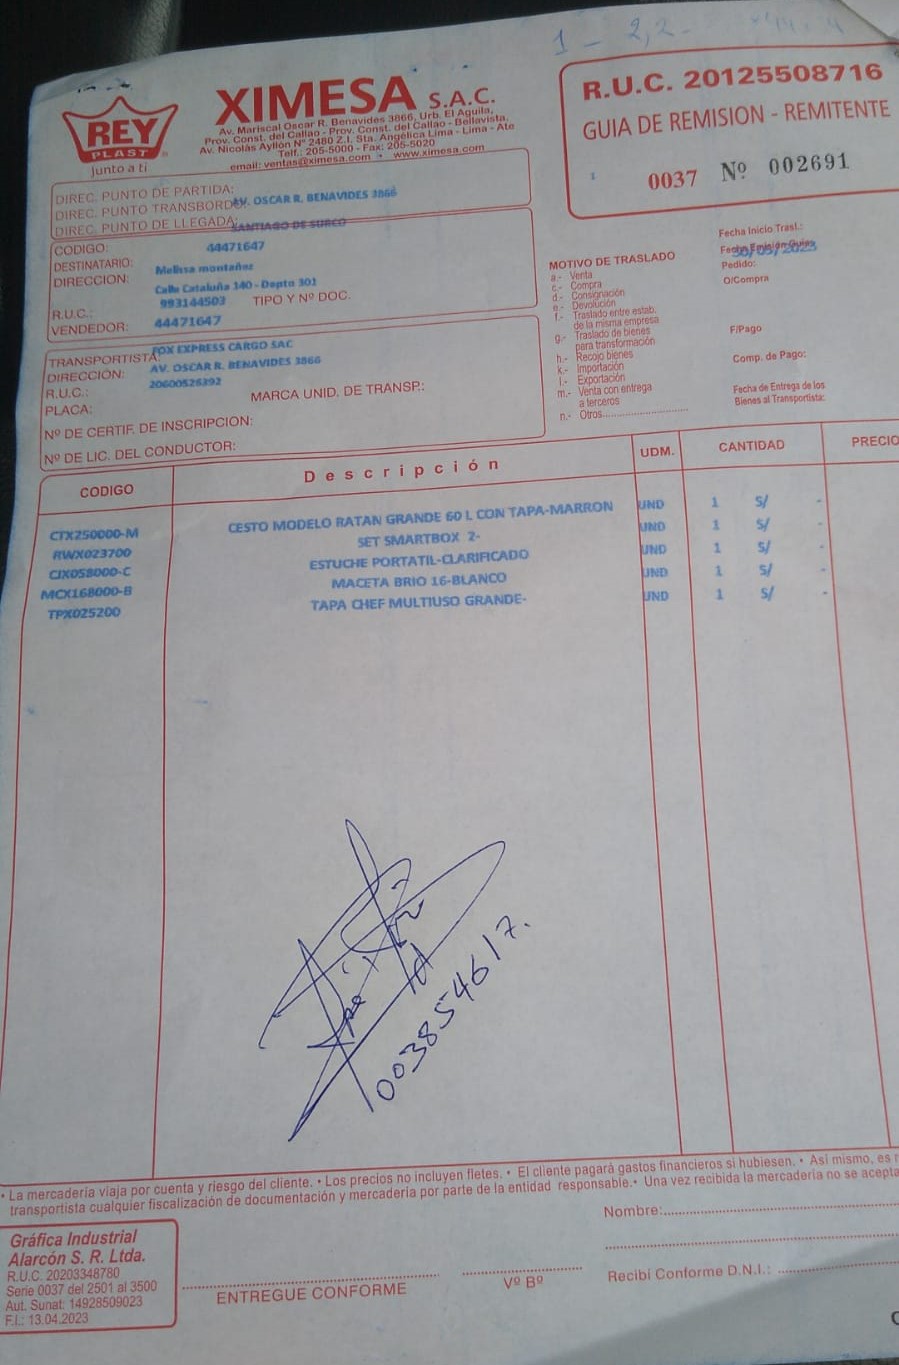 REY
PLAST
Junto a ti
XIMESA S.A.C.
Av. Mariscal Oscar R. Benavides 3866, Urb. El Aguila,
Prov. Const. del Callao - Prov. Const. del Callao - Bellavista,
Av. Nicolás Ayllón Nº 2480 Z.I. Sta. Angélica Lima - Lima - Ate
Telf.: 205-5000 - Fax: 205-5020
email: ventas@ximesa.com • www.ximesa.com
R.U.C. 20125508716
GUIA DE REMISION - REMITENTE
0037 Nº 002691
DIREC. PUNTO DE PARTIDA:
DIREC. PUNTO TRANSBORDO: AV. OSCAR R. BENAVIDES 3866
DIREC. PUNTO DE LLEGADA: SANTIAGO DE SURCO
CODIGO: 44471647
DESTINATARIO: Melissa montañez
DIRECCION: Calle Cataluña 140 - Depto 301
R.U.C.: 993144503 TIPO Y Nº DOC.
VENDEDOR: 44471647
MOTIVO DE TRASLADO
a.- Venta
c.- Compra
d.- Consignación
e.- Devolución
f.- Traslado entre estab.
de la misma empresa
g.- Traslado de bienes
para transformación
h.- Recojo bienes
k.- Importación
l.- Exportación
m.- Venta con entrega
a terceros
n.- Otros
Fecha Inicio Trasl.:
Fecha Emisión Guía: 30/05/2023
Pedido:
O/Compra
F/Pago
Comp. de Pago:
Fecha de Entrega de los
Bienes al Transportista:
TRANSPORTISTA: FOX EXPRESS CARGO SAC
DIRECCION: AV. OSCAR R. BENAVIDES 3866
R.U.C.: 20600526392 MARCA UNID. DE TRANSP.:
PLACA:
Nº DE CERTIF. DE INSCRIPCION:
Nº DE LIC. DEL CONDUCTOR:
CODIGO Descripción UDM. CANTIDAD PRECIO
CTX250000-M CESTO MODELO RATAN GRANDE 60 L CON TAPA-MARRON UND 1 S/ -
RWX023700 SET SMARTBOX 2- UND 1 S/ -
CJX058000-C ESTUCHE PORTATIL-CLARIFICADO UND 1 S/ -
MCX168000-B MACETA BRIO 16-BLANCO UND 1 S/ -
TPX025200 TAPA CHEF MULTIUSO GRANDE- UND 1 S/ -
003854617.
• La mercadería viaja por cuenta y riesgo del cliente. • Los precios no incluyen fletes. • El cliente pagará gastos financieros si hubiesen. • Así mismo, es
transportista cualquier fiscalización de documentación y mercadería por parte de la entidad responsable. • Una vez recibida la mercadería no se acepta
Gráfica Industrial
Alarcón S. R. Ltda.
R.U.C. 20203348780
Serie 0037 del 2501 al 3500
Aut. Sunat: 14928509023
F.I.: 13.04.2023
ENTREGUE CONFORME
Vº Bº
Nombre:
Recibí Conforme D.N.I.: